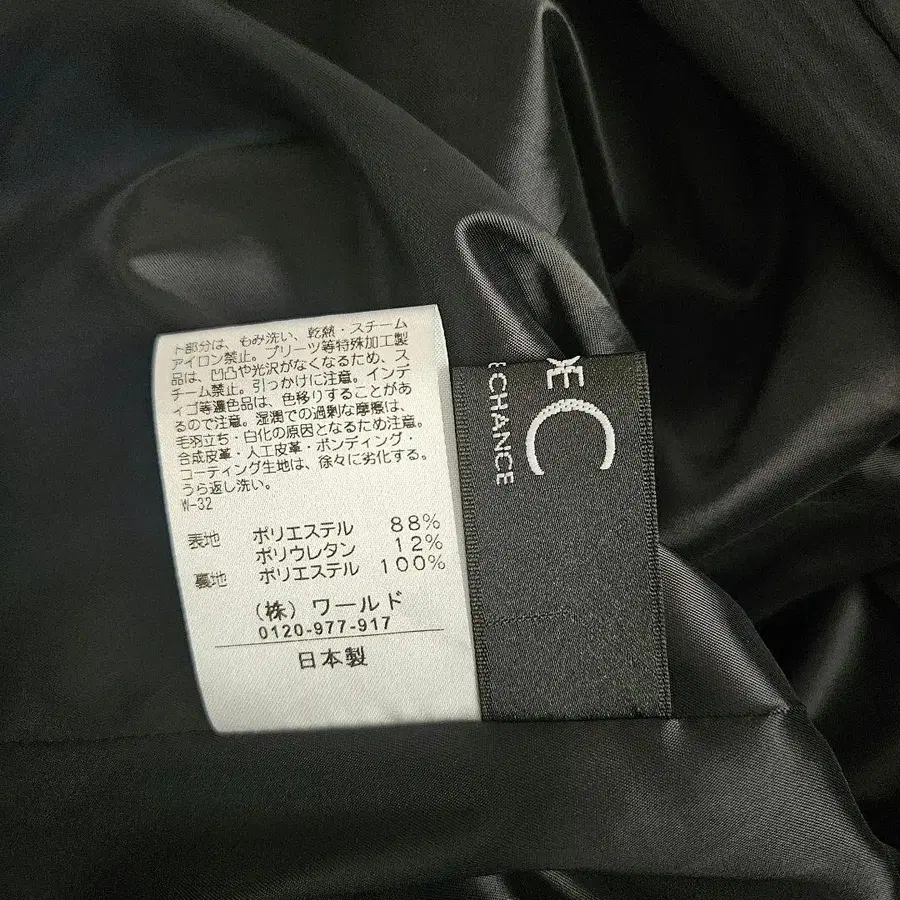 ト部分は、もみ洗い、乾熱・スチーム
アイロン禁止。プリーツ等特殊加工製
品は、凹凸や光沢がなくなるため、ス
チーム禁止。引っかけに注意。インデ
ィゴ等濃色品は、色移りすることがあ
るので注意。湿潤での過剰な摩擦は、
毛羽立ち・白化の原因となるため注意。
合成皮革・人工皮革・ボンディング・
コーティング生地は、徐々に劣化する。
うら返し洗い。
W-32
表地 ポリエステル 88%
ポリウレタン 12%
裏地 ポリエステル 100%
(株) ワールド
0120-977-917
日本製
DE C
CHANCE